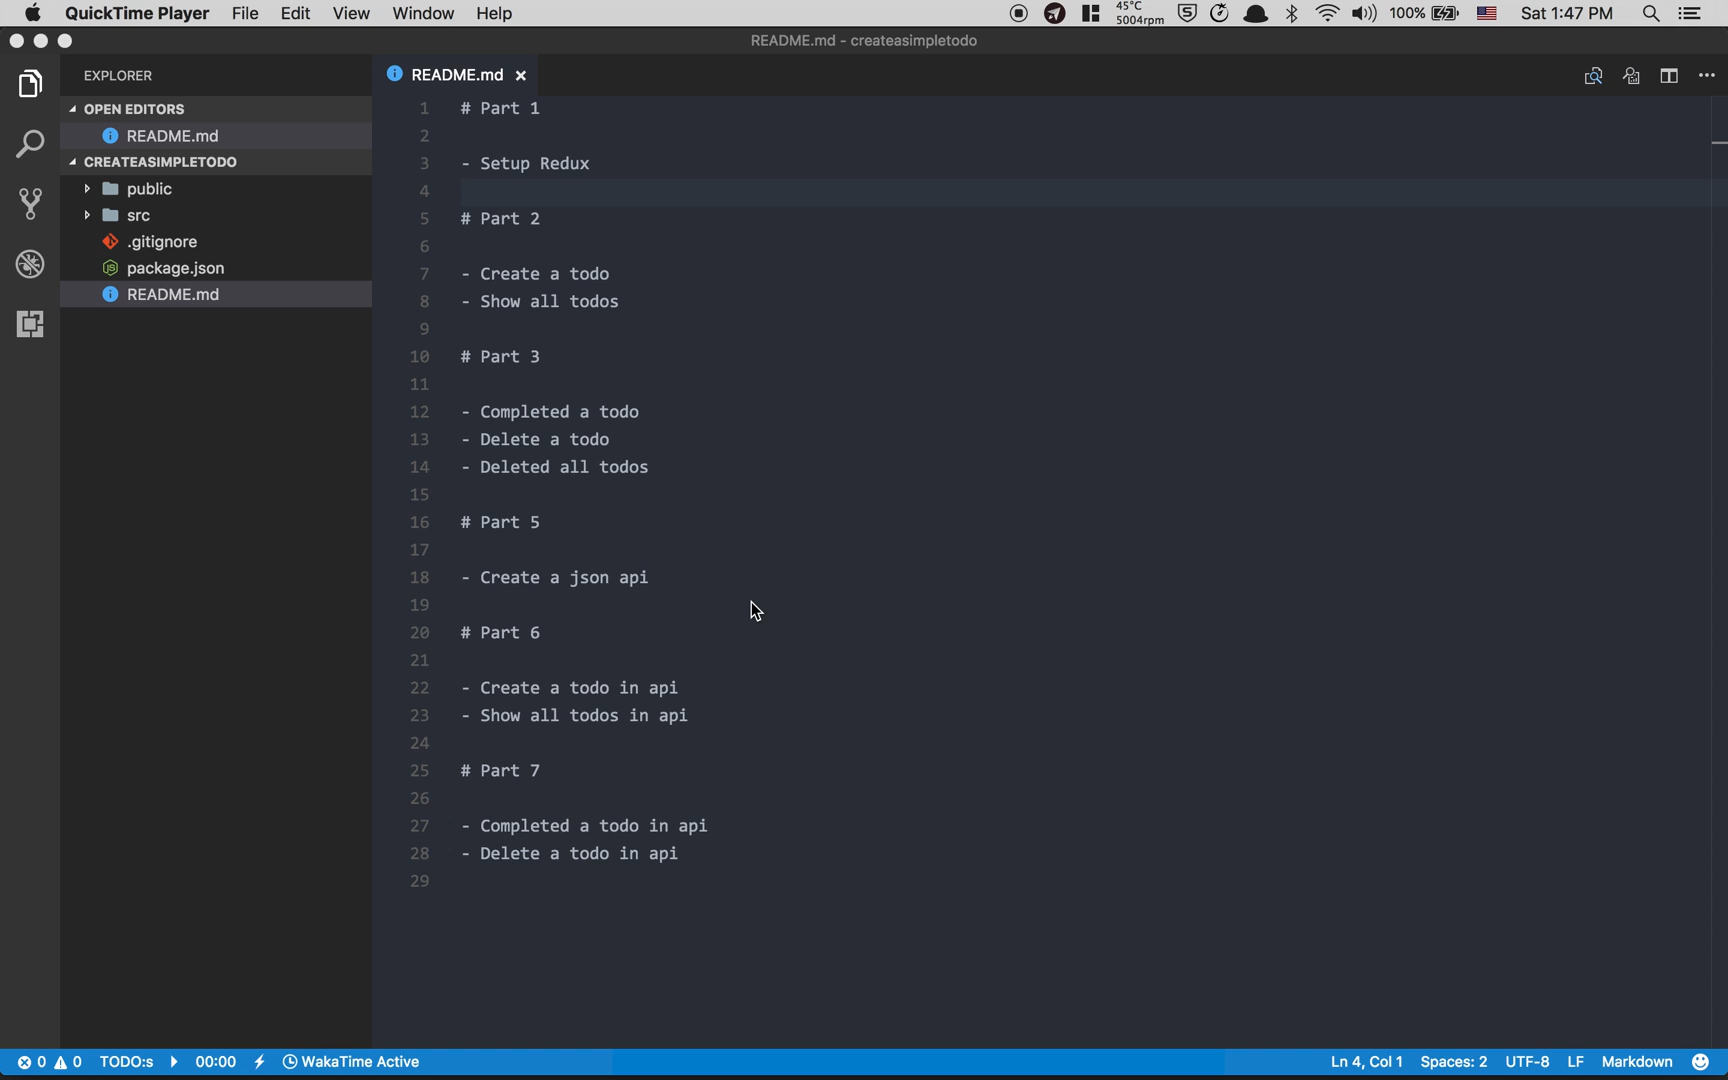 QuickTime Player File Edit View Window Help 45°C 5004rpm 100% Sat 1:47 PM
README.md - createasimpletodo
EXPLORER
README.md
OPEN EDITORS
README.md
CREATEASIMPLETODO
public
src
.gitignore
package.json
README.md
1 # Part 1
2
3 - Setup Redux
4
5 # Part 2
6
7 - Create a todo
8 - Show all todos
9
10 # Part 3
11
12 - Completed a todo
13 - Delete a todo
14 - Deleted all todos
15
16 # Part 5
17
18 - Create a json api
19
20 # Part 6
21
22 - Create a todo in api
23 - Show all todos in api
24
25 # Part 7
26
27 - Completed a todo in api
28 - Delete a todo in api
29
0 0 TODO:s 00:00 WakaTime Active Ln 4, Col 1 Spaces: 2 UTF-8 LF Markdown